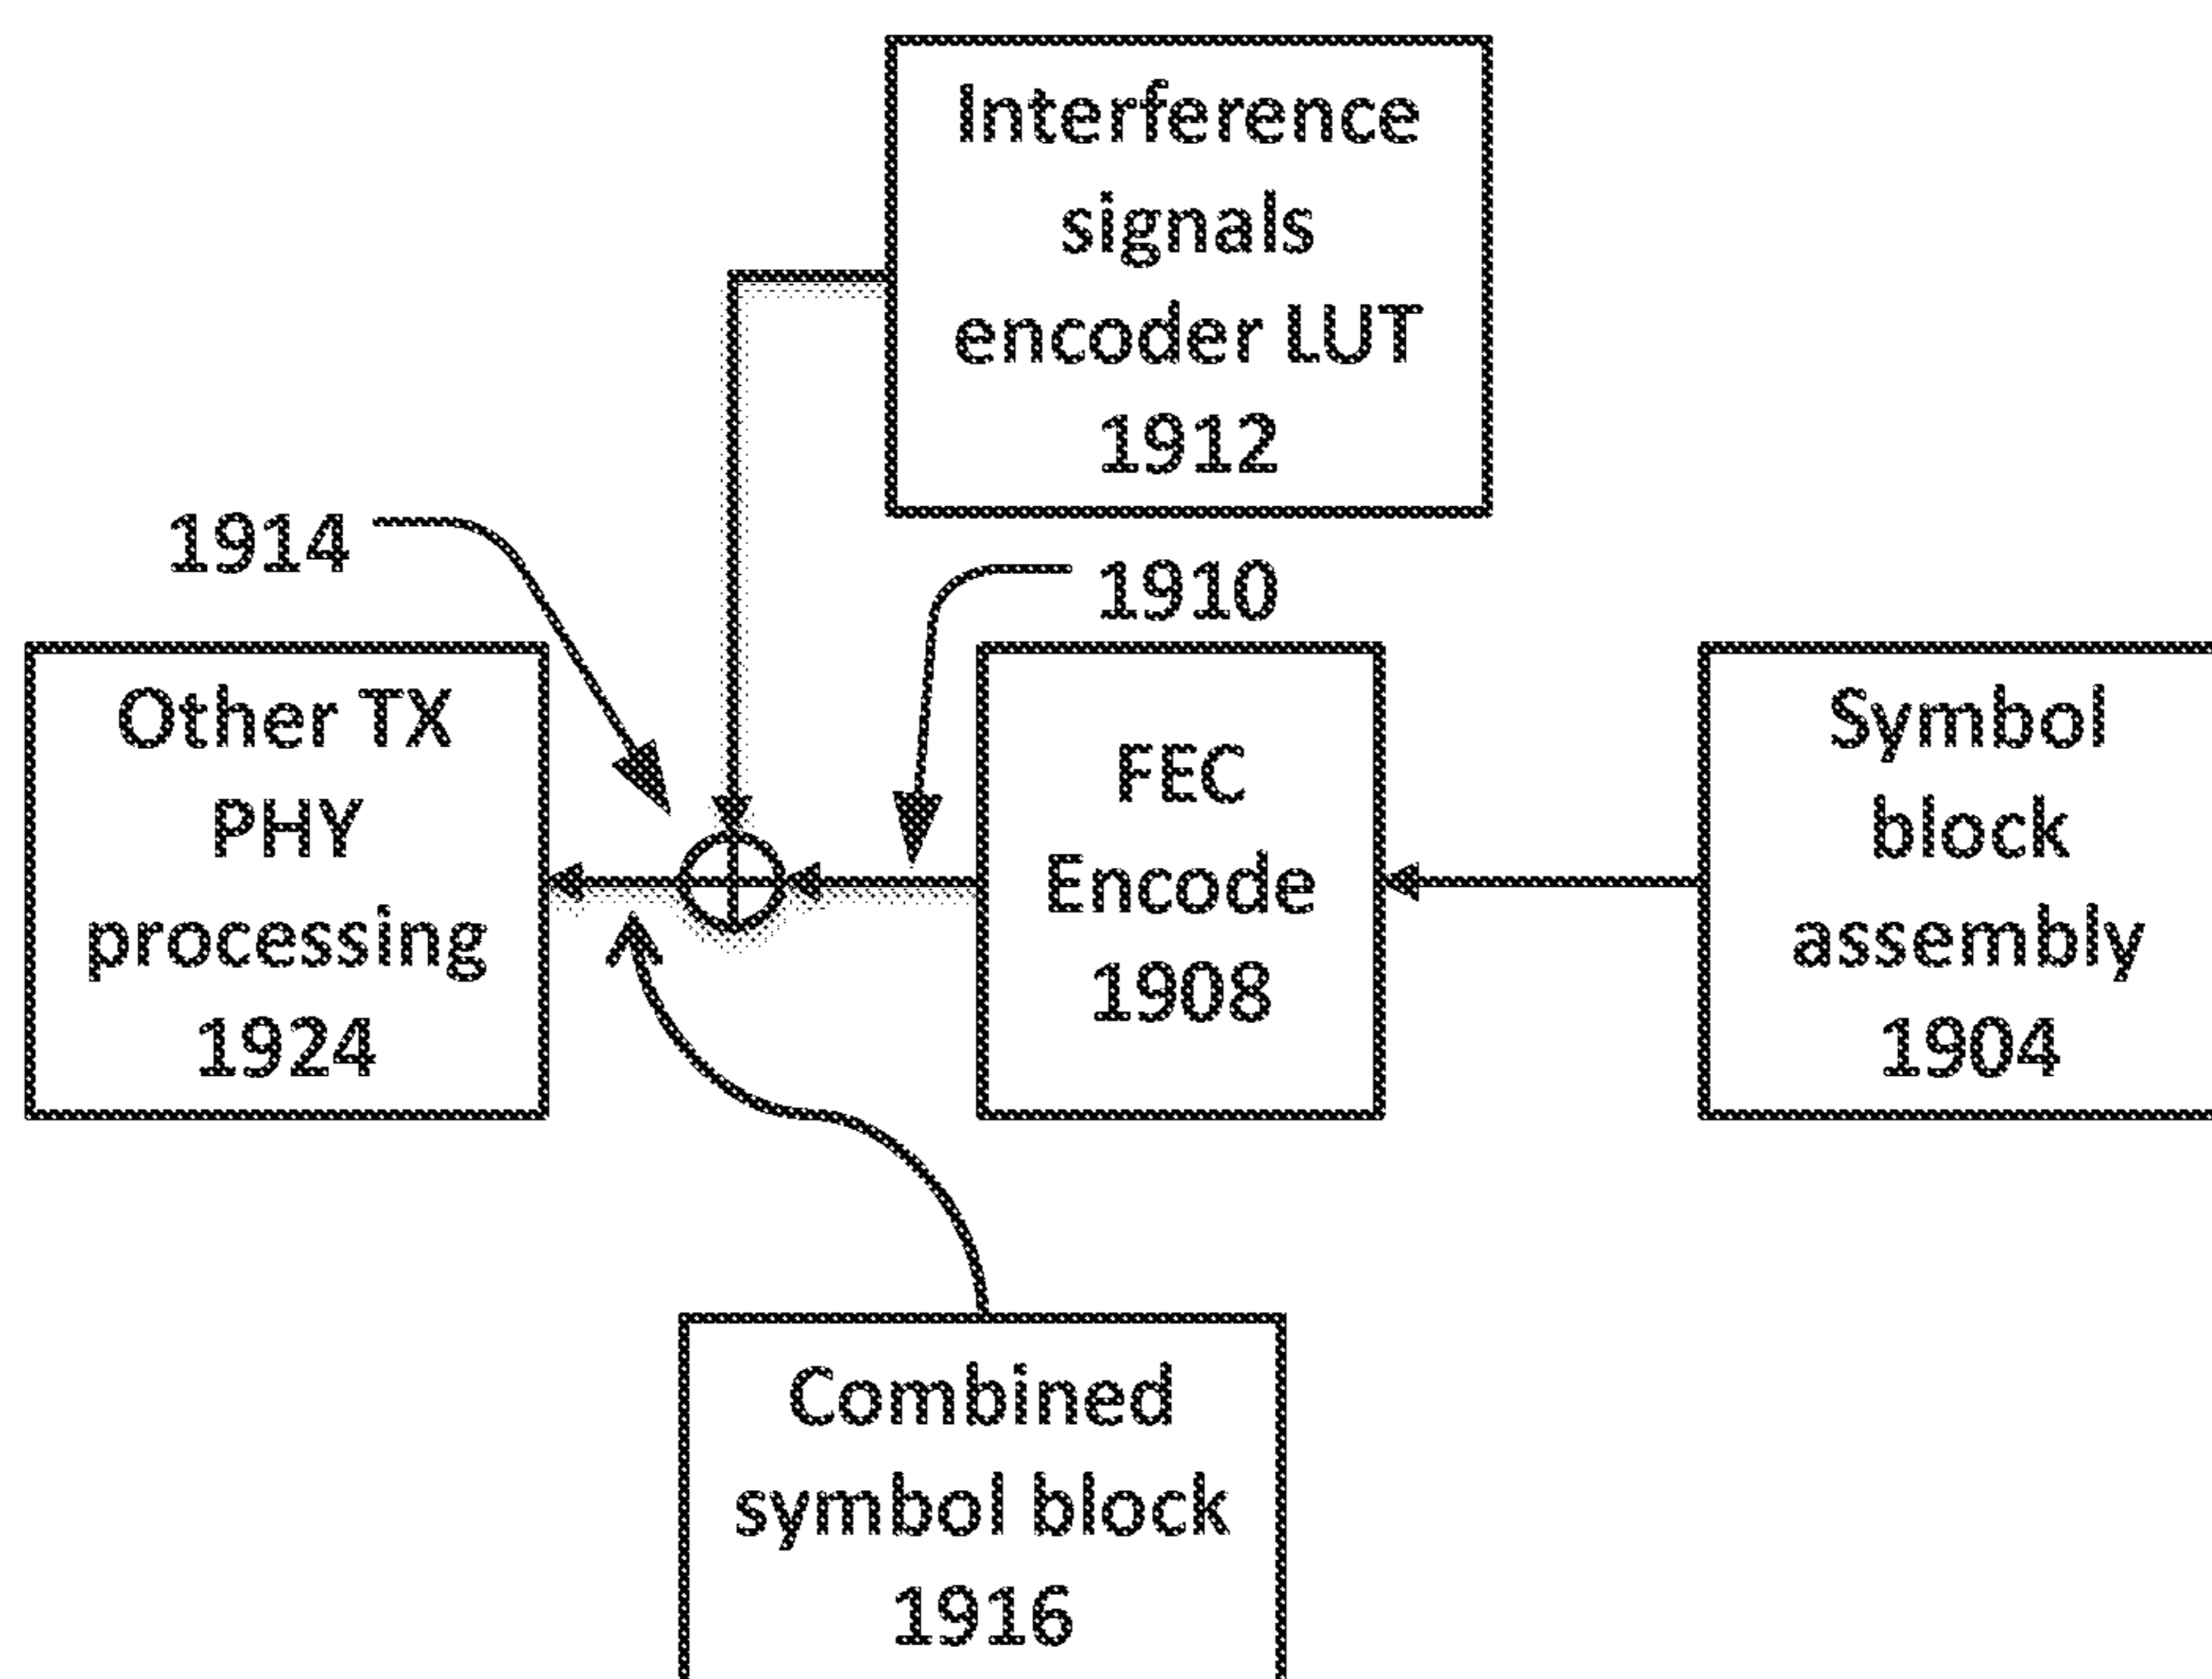 Interference
signals
encoder LUT
1912
1914
1910
Other TX
PHY
processing
1924
FEC
Encode
1908
Symbol
block
assembly
1904
Combined
symbol block
1916